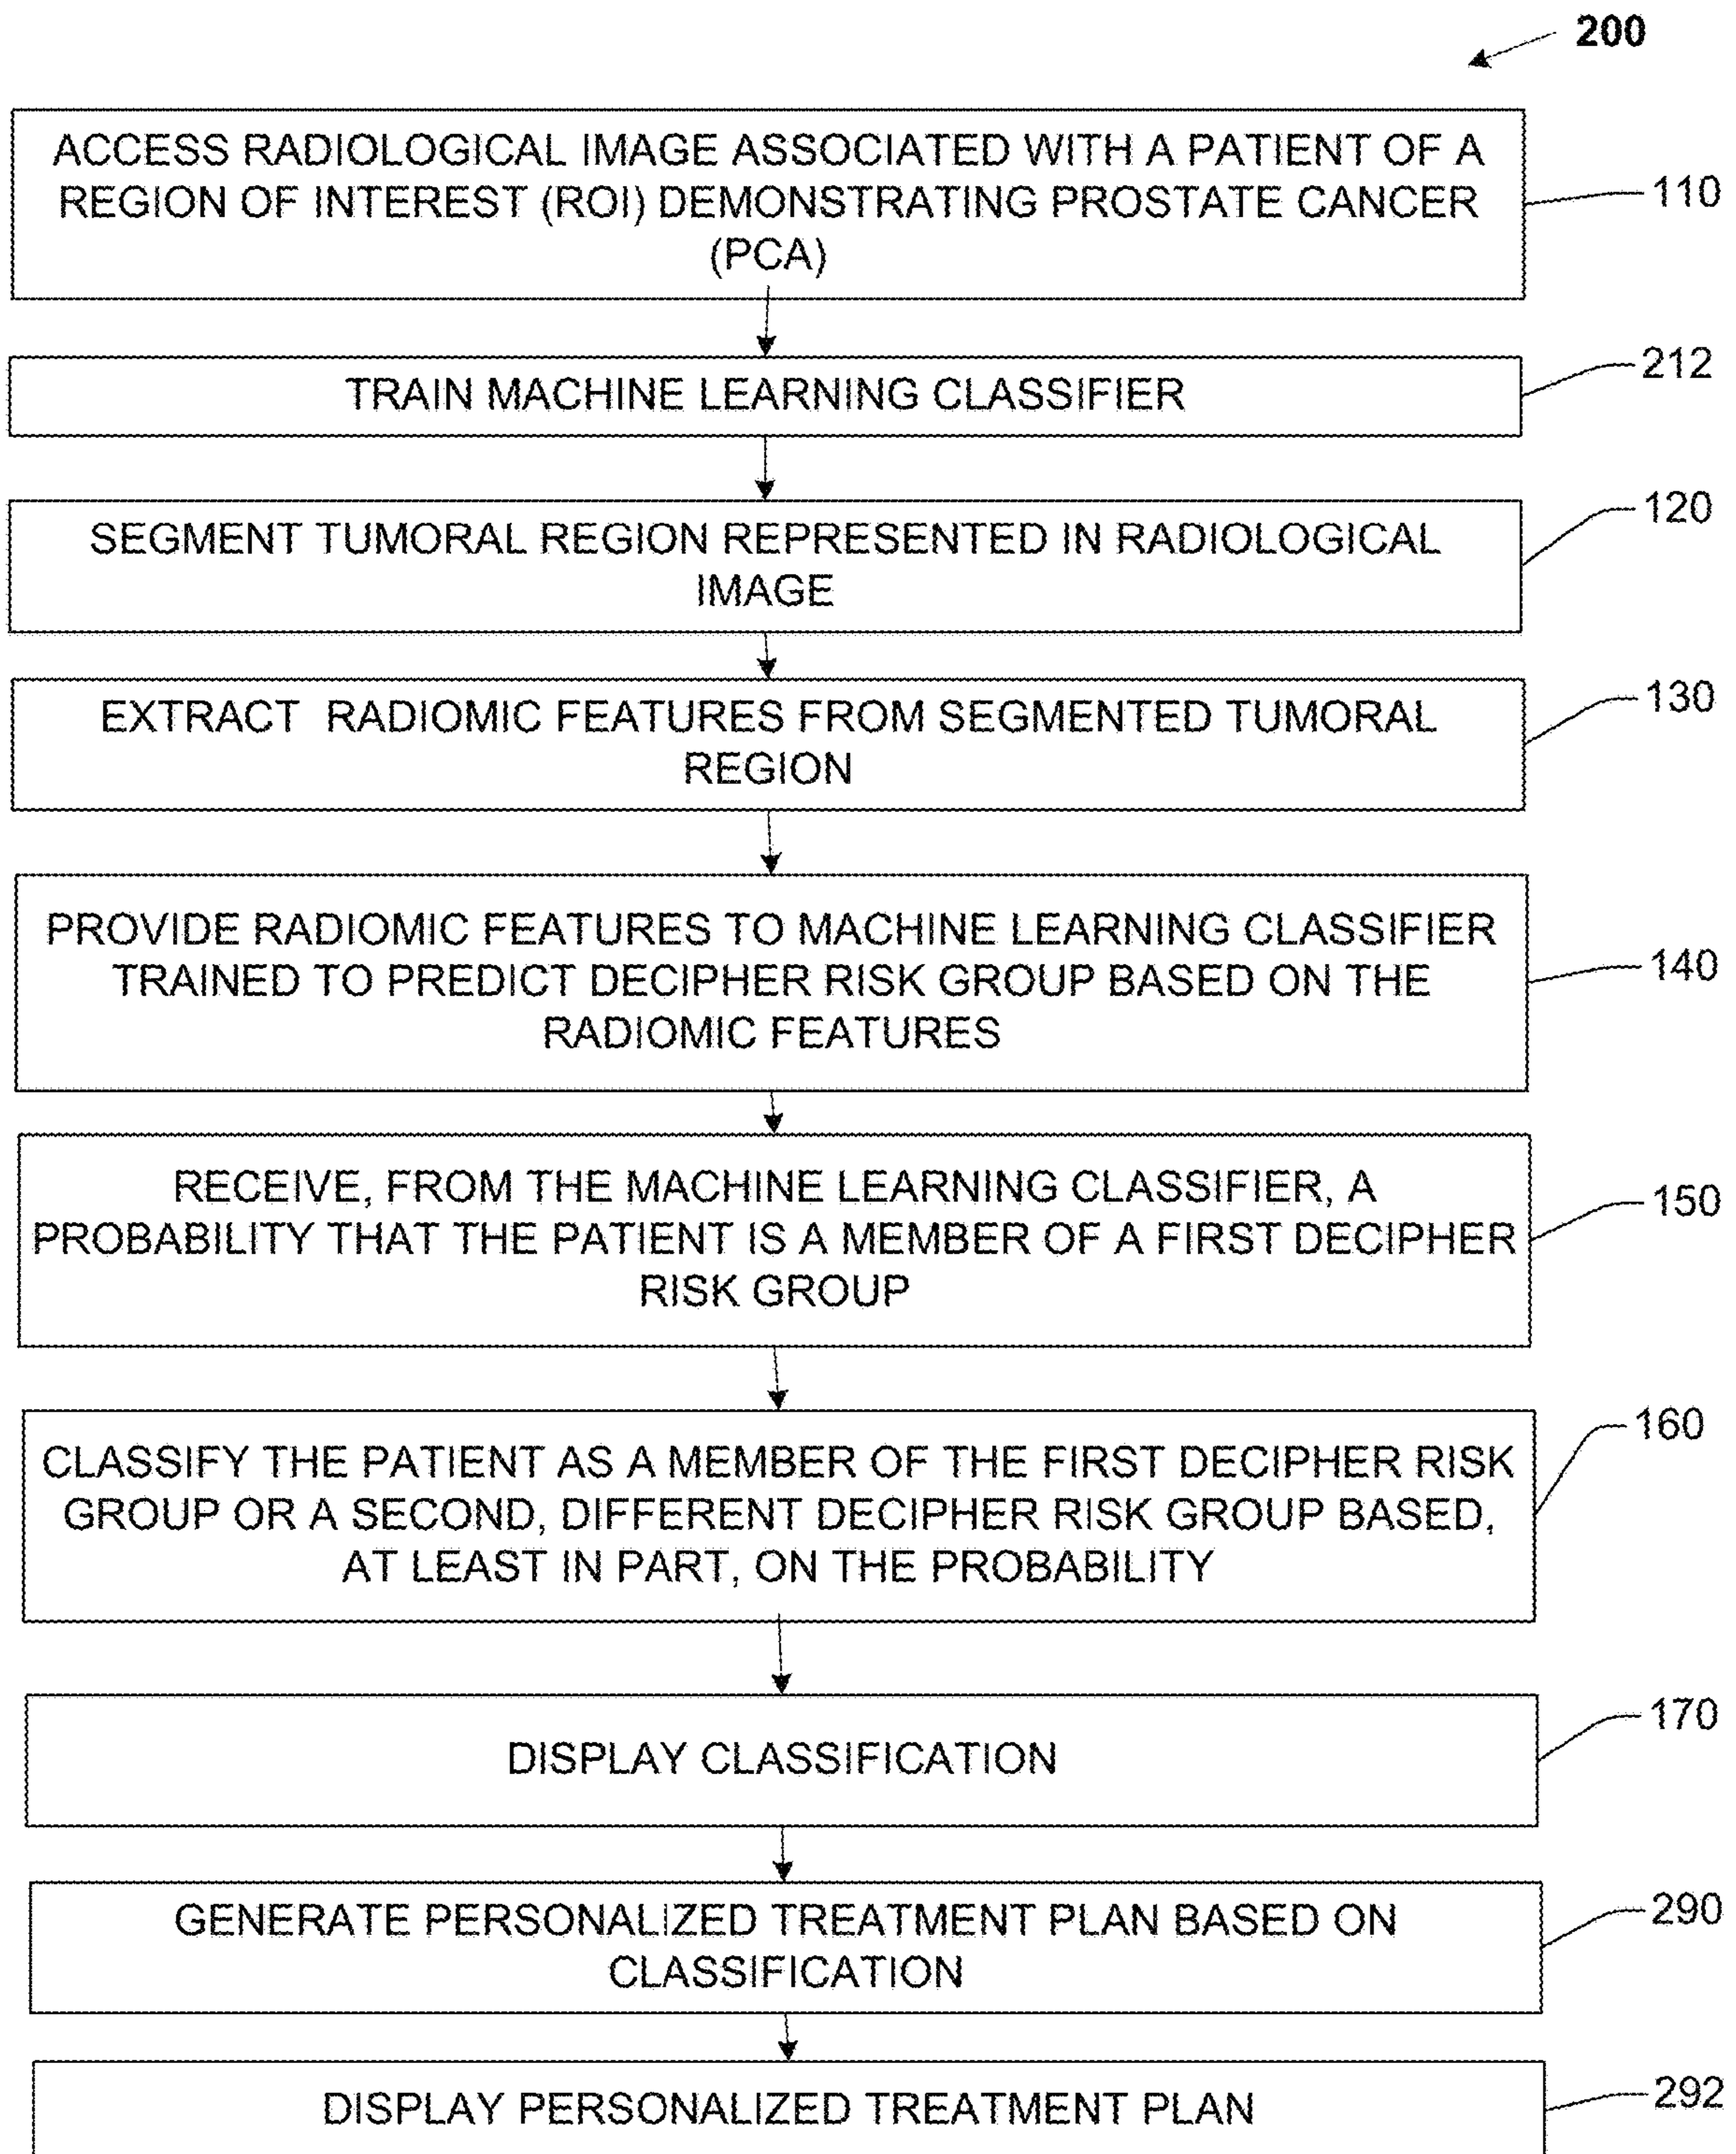 200
ACCESS RADIOLOGICAL IMAGE ASSOCIATED WITH A PATIENT OF A
REGION OF INTEREST (ROI) DEMONSTRATING PROSTATE CANCER
(PCA)
110
TRAIN MACHINE LEARNING CLASSIFIER
212
SEGMENT TUMORAL REGION REPRESENTED IN RADIOLOGICAL
IMAGE
120
EXTRACT RADIOMIC FEATURES FROM SEGMENTED TUMORAL
REGION
130
PROVIDE RADIOMIC FEATURES TO MACHINE LEARNING CLASSIFIER
TRAINED TO PREDICT DECIPHER RISK GROUP BASED ON THE
RADIOMIC FEATURES
140
RECEIVE, FROM THE MACHINE LEARNING CLASSIFIER, A
PROBABILITY THAT THE PATIENT IS A MEMBER OF A FIRST DECIPHER
RISK GROUP
150
CLASSIFY THE PATIENT AS A MEMBER OF THE FIRST DECIPHER RISK
GROUP OR A SECOND, DIFFERENT DECIPHER RISK GROUP BASED,
AT LEAST IN PART, ON THE PROBABILITY
160
DISPLAY CLASSIFICATION
170
GENERATE PERSONALIZED TREATMENT PLAN BASED ON
CLASSIFICATION
290
DISPLAY PERSONALIZED TREATMENT PLAN
292